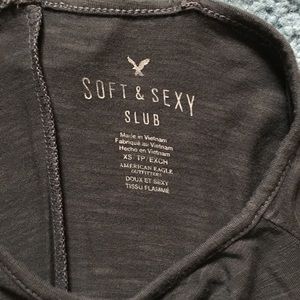 SOFT & SEXY
SLUB
Made in Vietnam
Fabriqué au Vietnam
Hecho en Vietnam
XS TP EXCH
AMERICAN EAGLE
OUTFITTERS
DOUX ET SEXY
TISSU FLAMMÉ